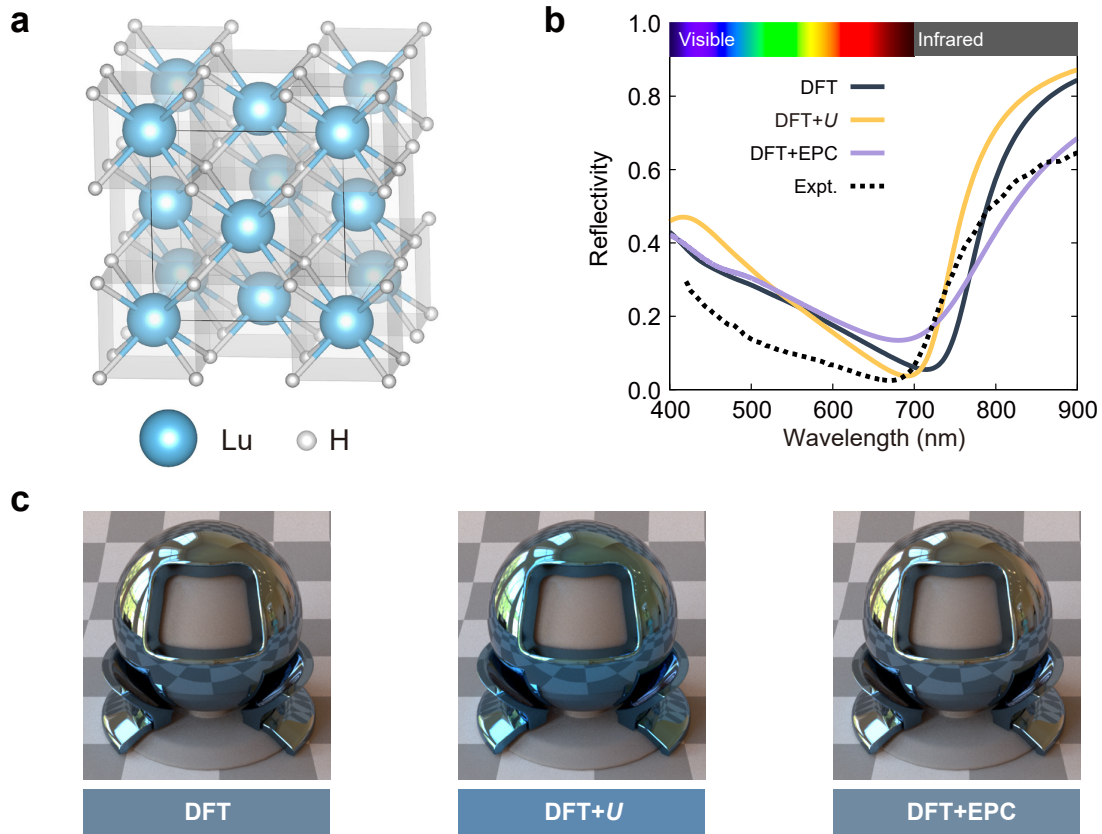 a
Lu
H
b
Visible
Infrared
DFT
DFT+U
DFT+EPC
Expt.
Reflectivity
1.0
0.8
0.6
0.4
0.2
0.0
400 500 600 700 800 900
Wavelength (nm)
c
DFT
DFT+U
DFT+EPC